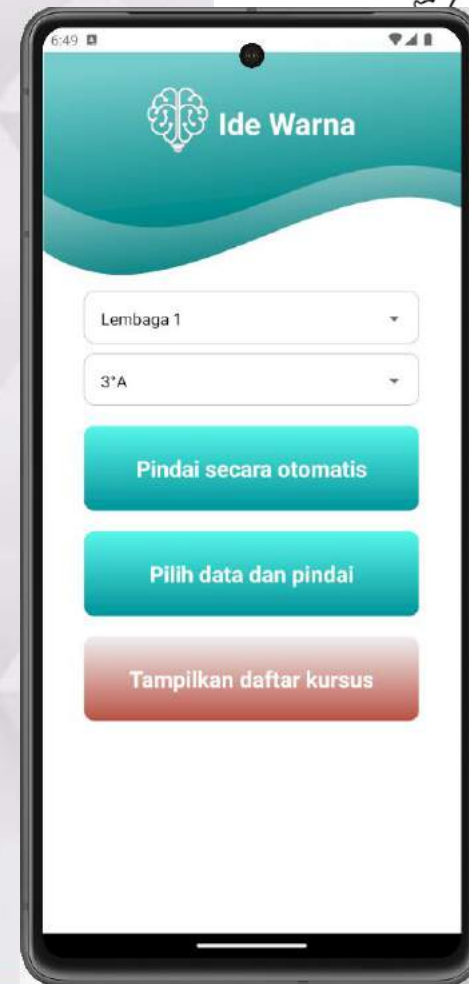 6:49
Ide Warna
Lembaga 1
3°A
Pindai secara otomatis
Pilih data dan pindai
Tampilkan daftar kursus